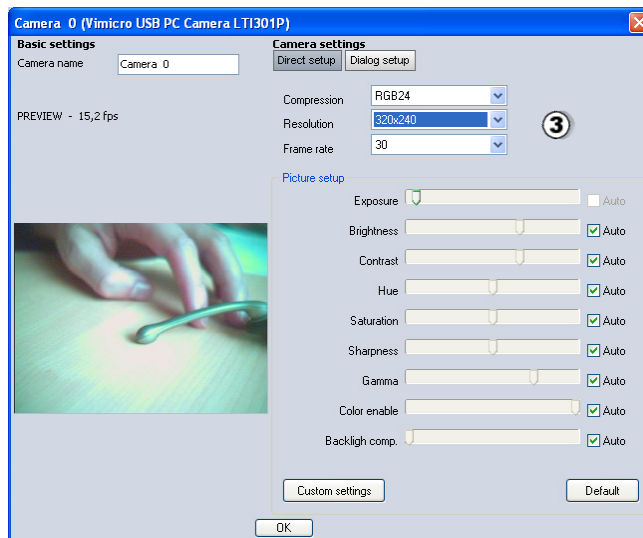 Camera 0 (Vimicro USB PC Camera LTI301P)
Basic settings
Camera name
Camera 0
PREVIEW - 15,2 fps
Camera settings
Direct setup
Dialog setup
Compression
RGB24
Resolution
320x240
Frame rate
30
3
Picture setup
Exposure
Auto
Brightness
Auto
Contrast
Auto
Hue
Auto
Saturation
Auto
Sharpness
Auto
Gamma
Auto
Color enable
Auto
Backligh comp.
Auto
Custom settings
Default
OK